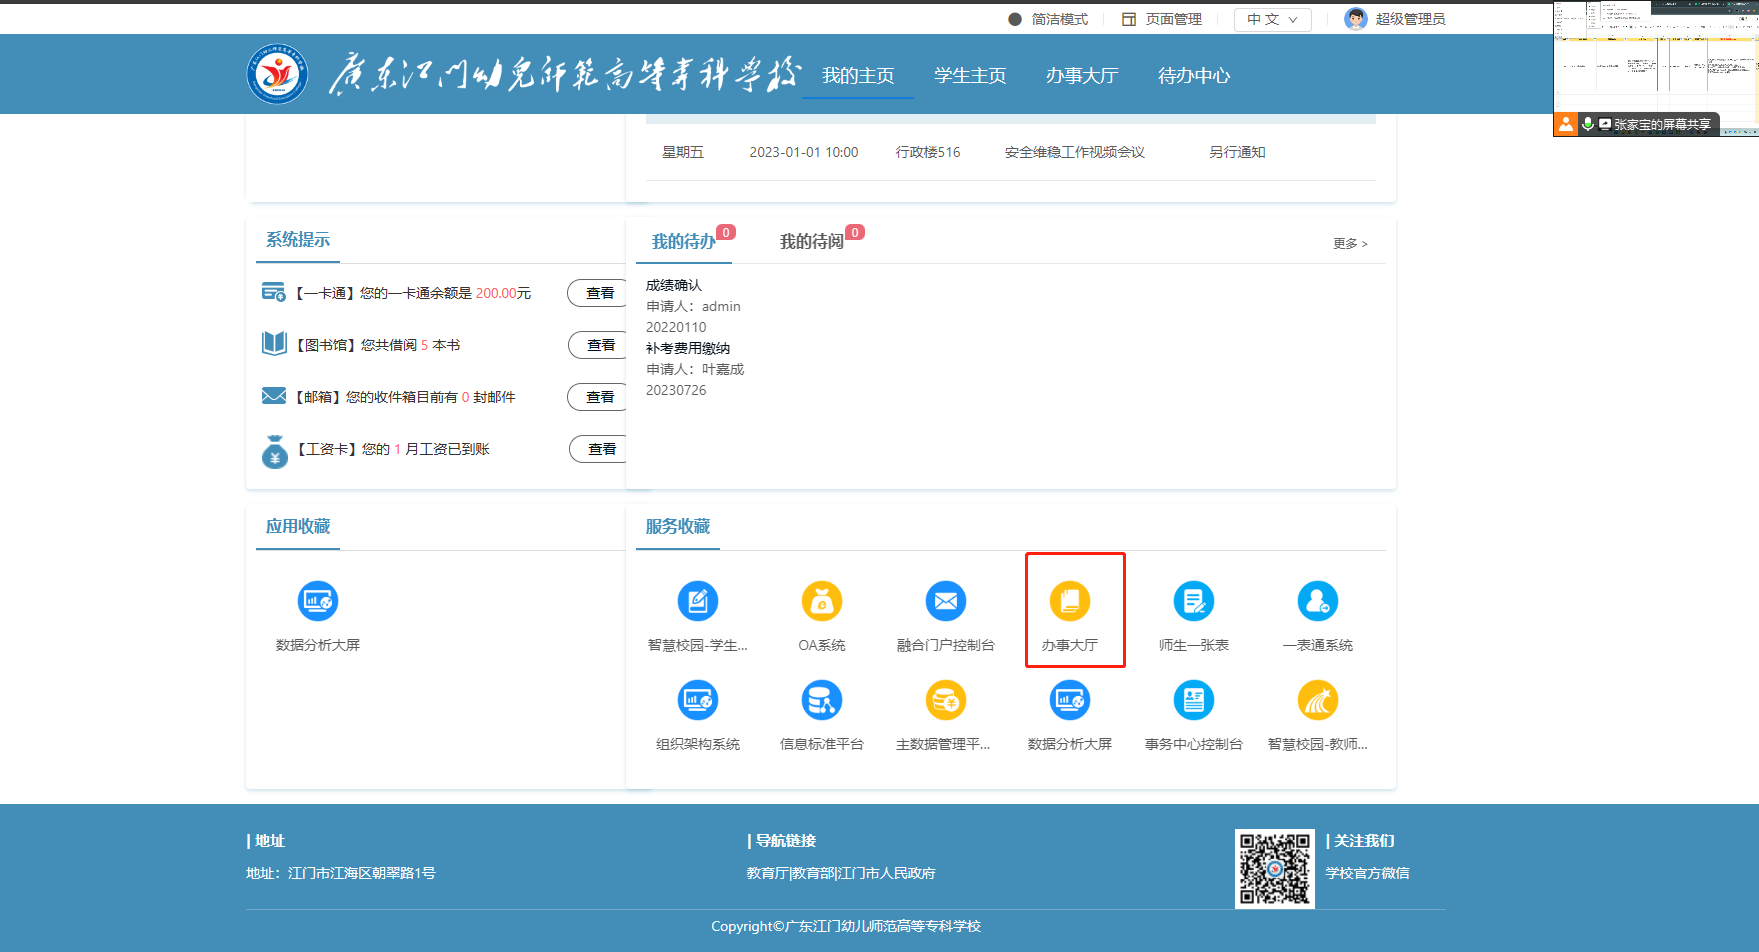 简洁模式 页面管理 中 文 超级管理员
广东江门幼儿师范高等专科学校 我的主页 学生主页 办事大厅 待办中心
张家宝的屏幕共享
星期五 2023-01-01 10:00 行政楼516 安全维稳工作视频会议 另行通知
系统提示
【一卡通】您的一卡通余额是 200.00元 查看
【图书馆】您共借阅 5 本书 查看
【邮箱】您的收件箱目前有 0 封邮件 查看
【工资卡】您的 1 月工资已到账 查看
我的待办 0 我的待阅 0 更多 >
成绩确认
申请人：admin
20220110
补考费用缴纳
申请人：叶嘉成
20230726
应用收藏
数据分析大屏
服务收藏
智慧校园-学生... OA系统 融合门户控制台 办事大厅 师生一张表 一表通系统
组织架构系统 信息标准平台 主数据管理平... 数据分析大屏 事务中心控制台 智慧校园-教师...
| 地址
地址：江门市江海区朝翠路1号
| 导航链接
教育厅|教育部|江门市人民政府
| 关注我们
学校官方微信
Copyright©广东江门幼儿师范高等专科学校